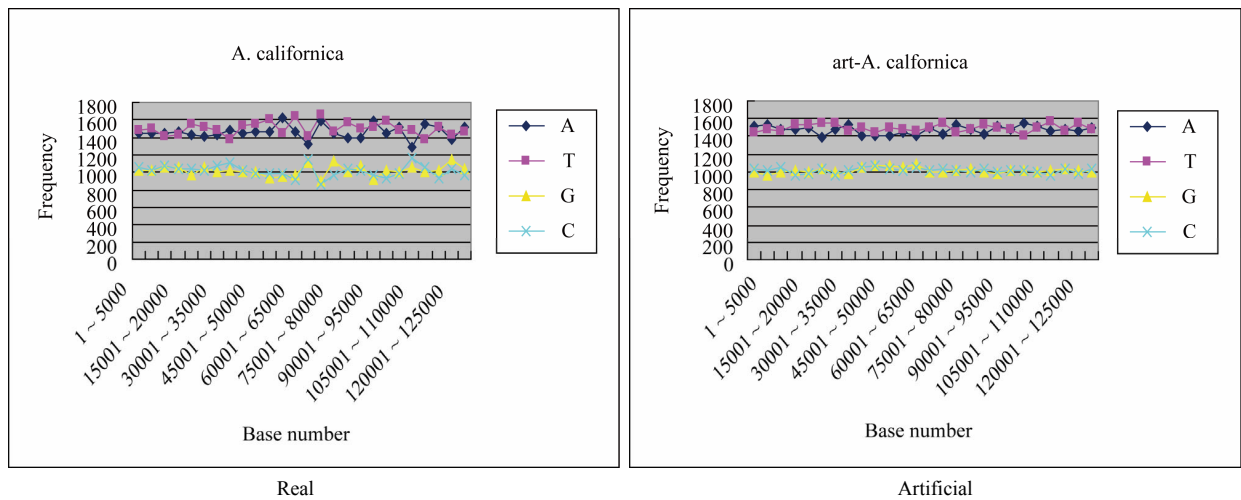 A. californica
Frequency
1800
1600
1400
1200
1000
800
600
400
200
0
1 ~ 5000
15001 ~ 20000
30001 ~ 35000
45001 ~ 50000
60001 ~ 65000
75001 ~ 80000
90001 ~ 95000
105001 ~ 110000
120001 ~ 125000
Base number
A
T
G
C
Real
art-A. calfornica
Frequency
1800
1600
1400
1200
1000
800
600
400
200
0
1 ~ 5000
15001 ~ 20000
30001 ~ 35000
45001 ~ 50000
60001 ~ 65000
75001 ~ 80000
90001 ~ 95000
105001 ~ 110000
120001 ~ 125000
Base number
A
T
G
C
Artificial